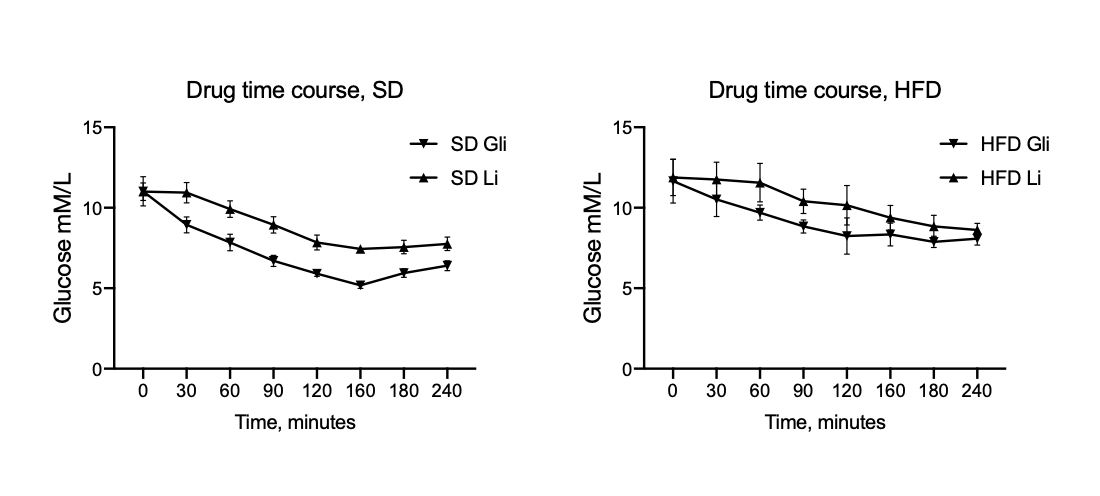 Drug time course, SD
15
10
5
0
Glucose mM/L
SD Gli
SD Li
0 30 60 90 120 160 180 240
Time, minutes
Drug time course, HFD
15
10
5
0
Glucose mM/L
HFD Gli
HFD Li
0 30 60 90 120 160 180 240
Time, minutes